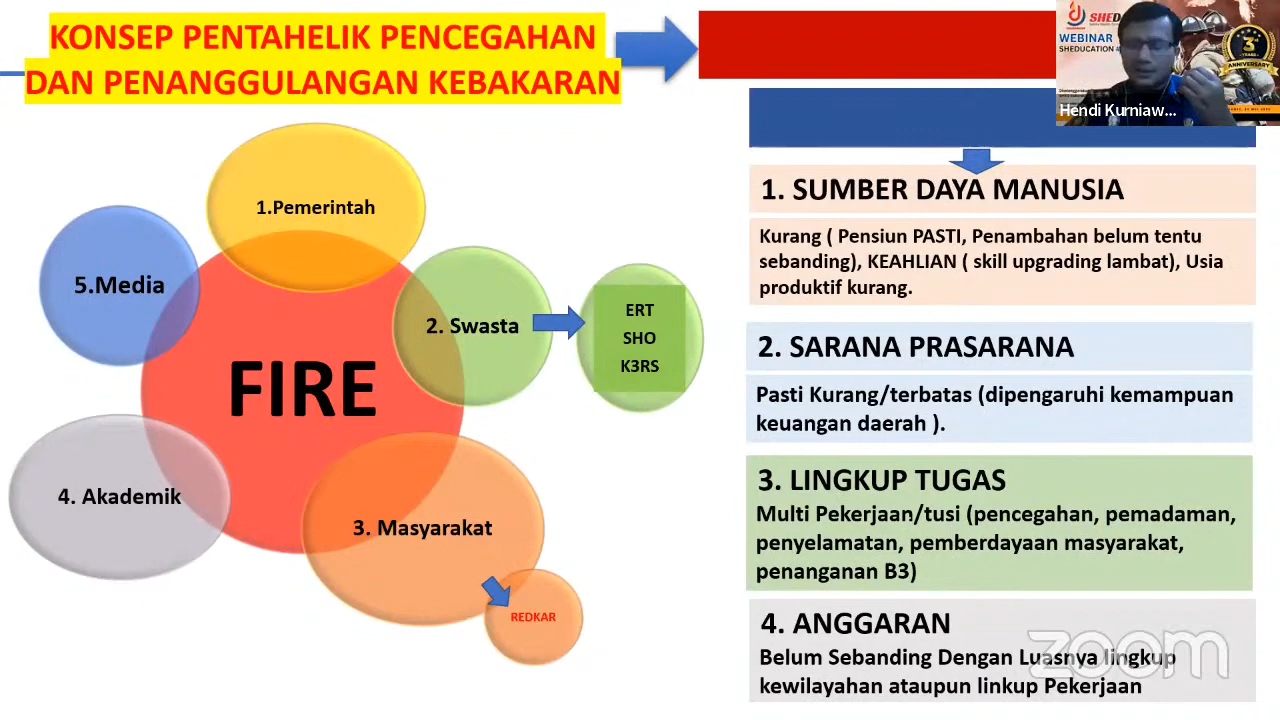 KONSEP PENTAHELIK PENCEGAHAN
DAN PENANGGULANGAN KEBAKARAN
1.Pemerintah
5.Media
2. Swasta
ERT
SHO
K3RS
FIRE
4. Akademik
3. Masyarakat
REDKAR
WEBINAR
SHEDUCATION
3rd
YEARS
ANNIVERSARY
Hendi Kurniaw...
1. SUMBER DAYA MANUSIA
Kurang ( Pensiun PASTI, Penambahan belum tentu
sebanding), KEAHLIAN ( skill upgrading lambat), Usia
produktif kurang.
2. SARANA PRASARANA
Pasti Kurang/terbatas (dipengaruhi kemampuan
keuangan daerah ).
3. LINGKUP TUGAS
Multi Pekerjaan/tusi (pencegahan, pemadaman,
penyelamatan, pemberdayaan masyarakat,
penanganan B3)
4. ANGGARAN
Belum Sebanding Dengan Luasnya lingkup
kewilayahan ataupun linkup Pekerjaan
zoom